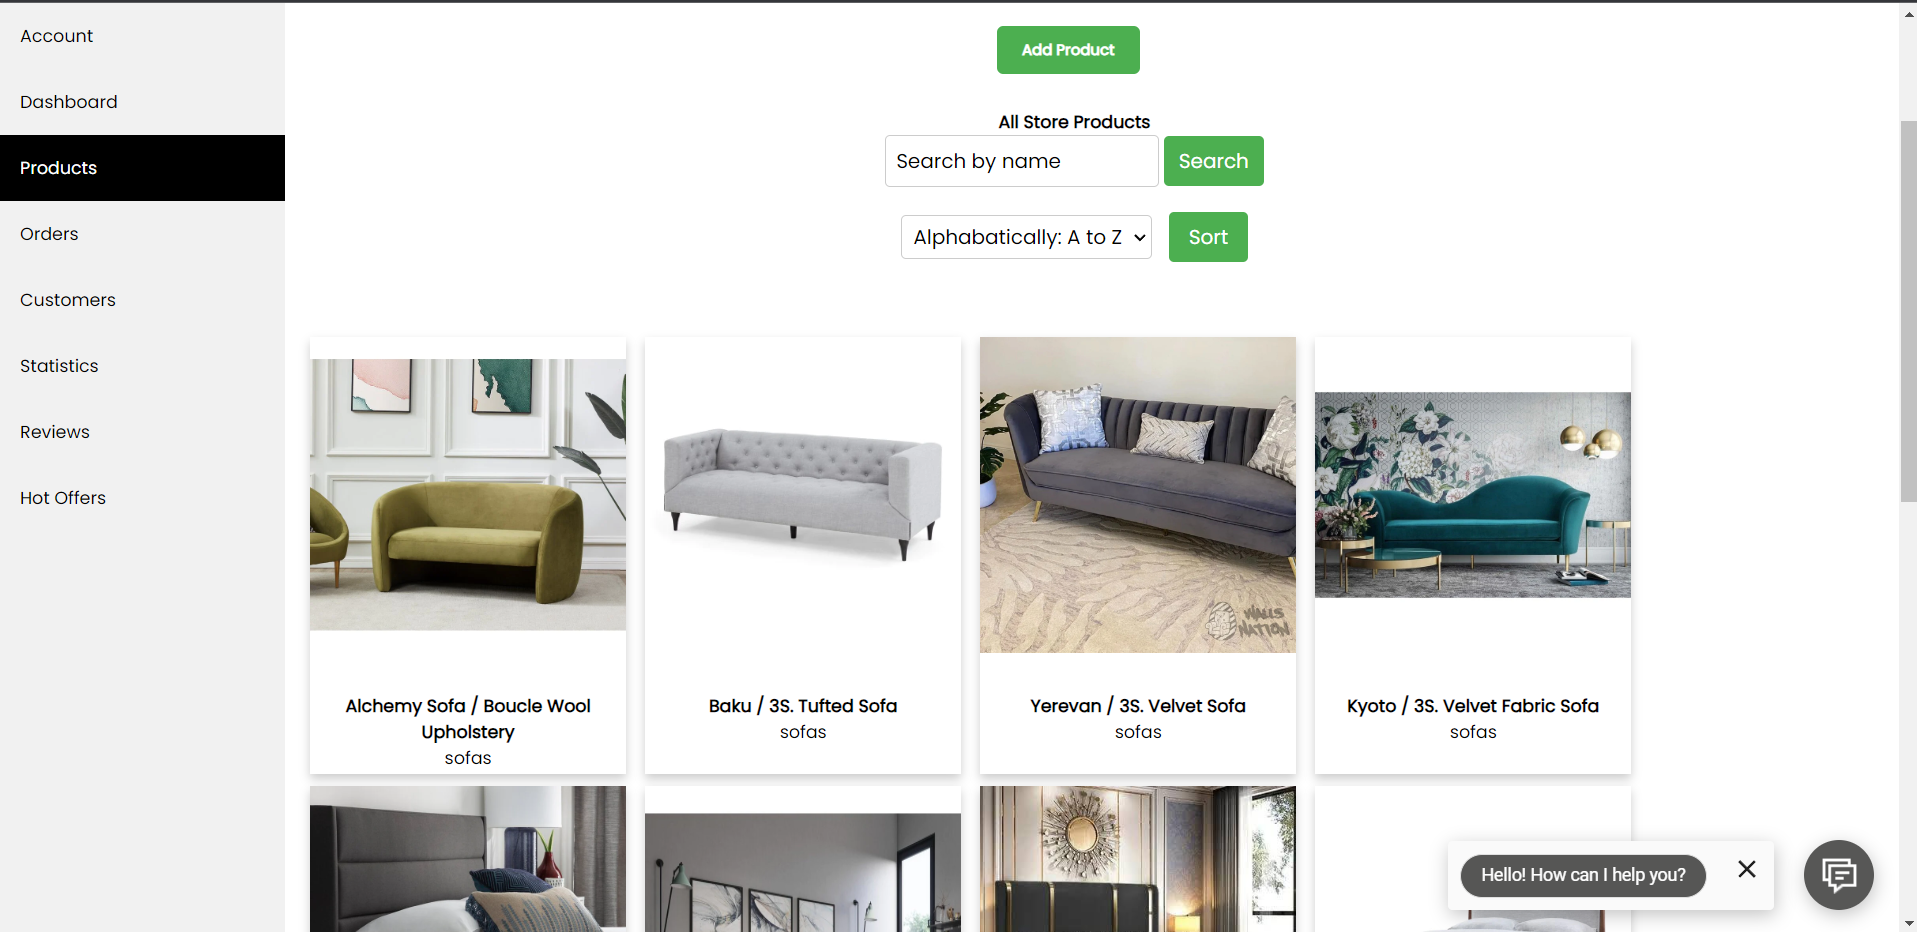 Account
Dashboard
Products
Orders
Customers
Statistics
Reviews
Hot Offers
Add Product
All Store Products
Search by name
Search
Alphabatically: A to Z
Sort
WALLS
NATION
Alchemy Sofa / Boucle Wool
Upholstery
sofas
Baku / 3S. Tufted Sofa
sofas
Yerevan / 3S. Velvet Sofa
sofas
Kyoto / 3S. Velvet Fabric Sofa
sofas
Hello! How can I help you?